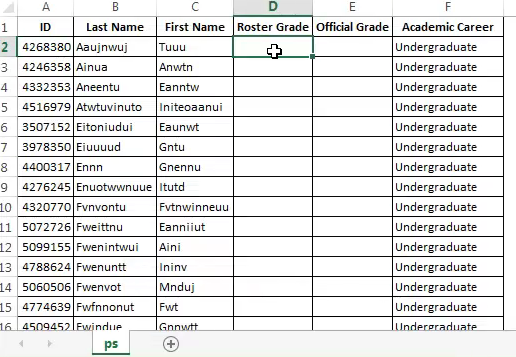 A B C D E F
1 ID Last Name First Name Roster Grade Official Grade Academic Career
2 4268380 Aaujnwuj Tuuu Undergraduate
3 4246358 Ainua Anwtn Undergraduate
4 4332353 Aneentu Eanntw Undergraduate
5 4516979 Atwtuvinuto Initeoaanui Undergraduate
6 3507152 Eitoniudui Eaunwt Undergraduate
7 3978350 Eiuuuud Gntu Undergraduate
8 4400317 Ennn Gnennu Undergraduate
9 4276245 Enuotwwnuue Itutd Undergraduate
10 4320770 Fvnvontu Fvtnwinneuu Undergraduate
11 5072726 Fweittnu Eanniiut Undergraduate
12 5099155 Fwenintwui Aini Undergraduate
13 4788624 Fwenuntt Ininv Undergraduate
14 5060506 Fwenvot Mnduj Undergraduate
15 4774639 Fwfnnonut Fwt Undergraduate
16 4509452 Fwindue Gnnwtt Undergraduate
ps